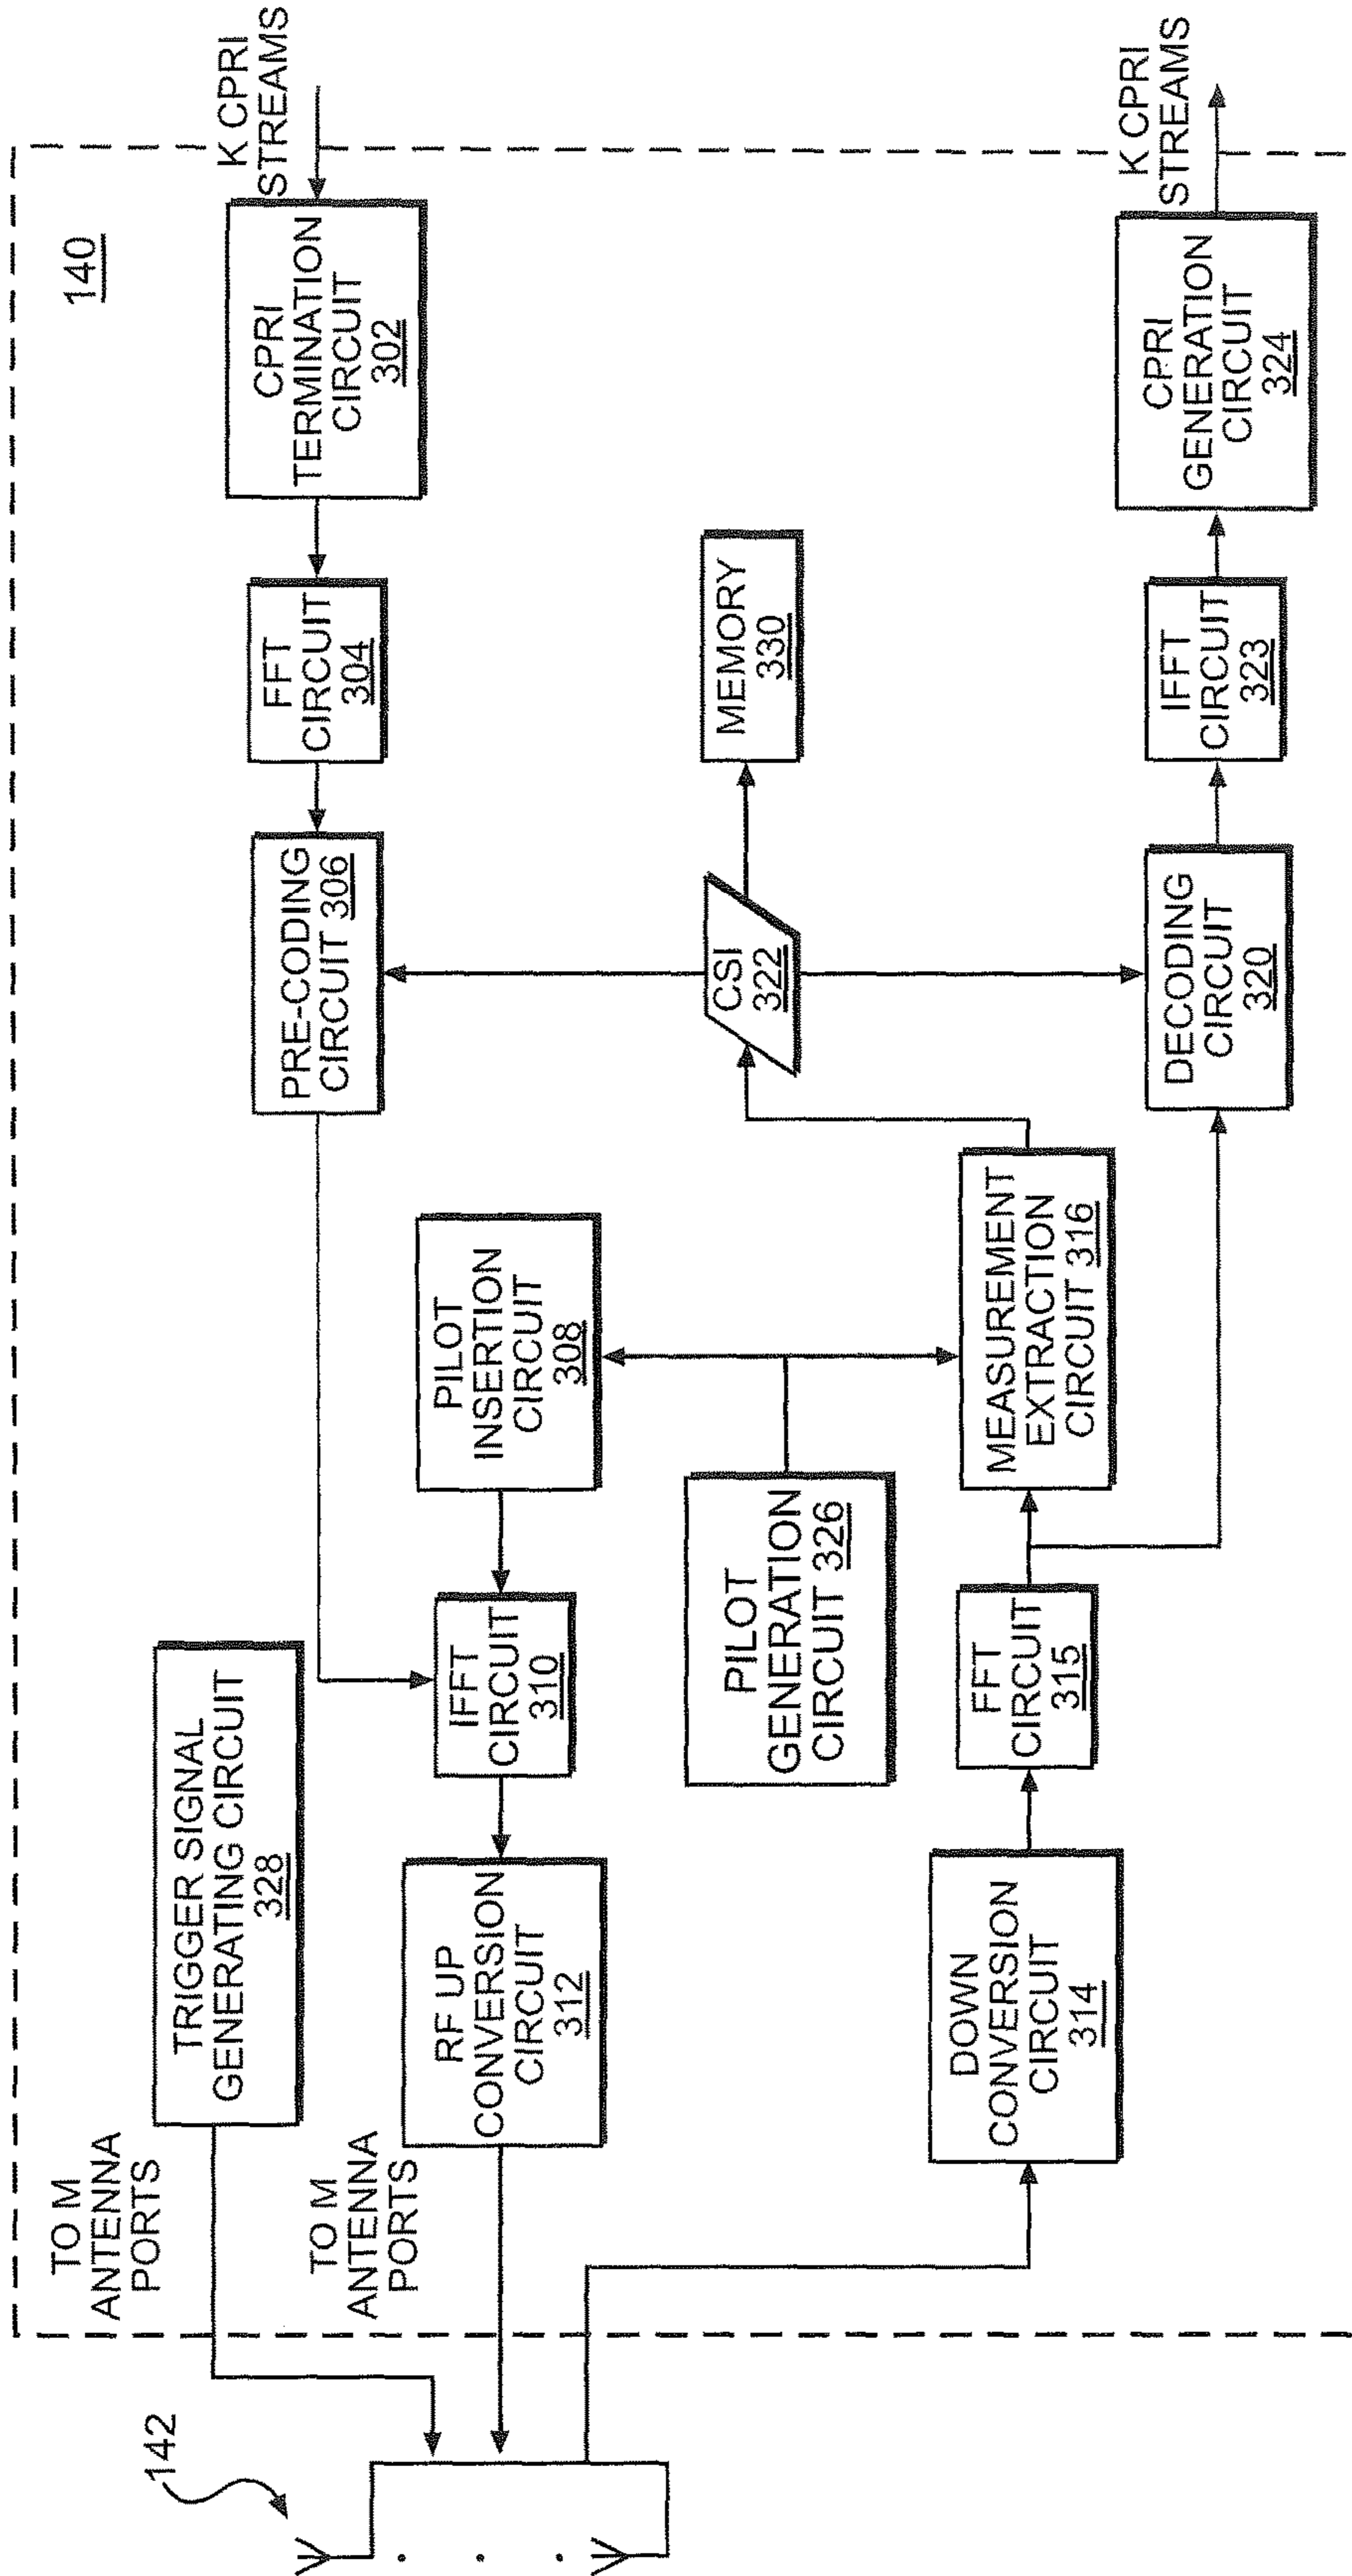 140
K CPRI
STREAMS
CPRI
TERMINATION
CIRCUIT
302
FFT
CIRCUIT
304
PRE-CODING
CIRCUIT 306
TRIGGER SIGNAL
GENERATING CIRCUIT
328
TO M
ANTENNA
PORTS
PILOT
INSERTION
CIRCUIT
308
IFFT
CIRCUIT
310
RF UP
CONVERSION
CIRCUIT
312
TO M
ANTENNA
PORTS
142
MEMORY
330
CSI
322
PILOT
GENERATION
CIRCUIT 326
MEASUREMENT
EXTRACTION
CIRCUIT 316
FFT
CIRCUIT
315
DOWN
CONVERSION
CIRCUIT
314
DECODING
CIRCUIT
320
IFFT
CIRCUIT
323
CPRI
GENERATION
CIRCUIT
324
K CPRI
STREAMS